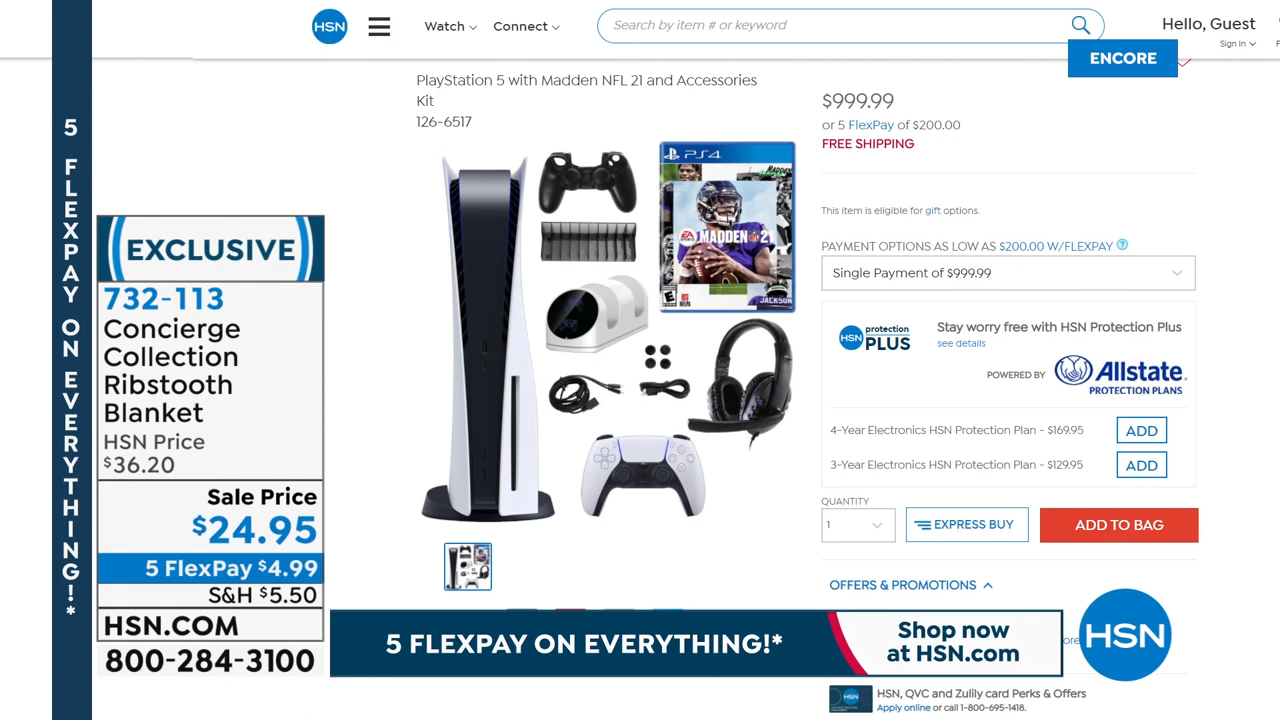 HSN
Watch
Connect
Search by item # or keyword
Hello, Guest
Sign In
ENCORE
5 FLEXPAY ON EVERYTHING!*
PlayStation 5 with Madden NFL 21 and Accessories
Kit
126-6517
PS4
MADDEN
EA
SPORTS
MADDEN NFL 21
JACKSON
E
$999.99
or 5 FlexPay of $200.00
FREE SHIPPING
This item is eligible for gift options.
PAYMENT OPTIONS AS LOW AS $200.00 W/FLEXPAY ?
Single Payment of $999.99
HSN protection
PLUS
Stay worry free with HSN Protection Plus
see details
POWERED BY
Allstate.
PROTECTION PLANS
4-Year Electronics HSN Protection Plan - $169.95
ADD
3-Year Electronics HSN Protection Plan - $129.95
ADD
QUANTITY
1
EXPRESS BUY
ADD TO BAG
OFFERS & PROMOTIONS
EXCLUSIVE
732-113
Concierge
Collection
Ribstooth
Blanket
HSN Price
$36.20
Sale Price
$24.95
5 FlexPay $4.99
S&H $5.50
HSN.COM
800-284-3100
5 FLEXPAY ON EVERYTHING!*
Shop now
at HSN.com
HSN
HSN
HSN, QVC and Zulily card Perks & Offers
Apply online or call 1-800-695-1418.